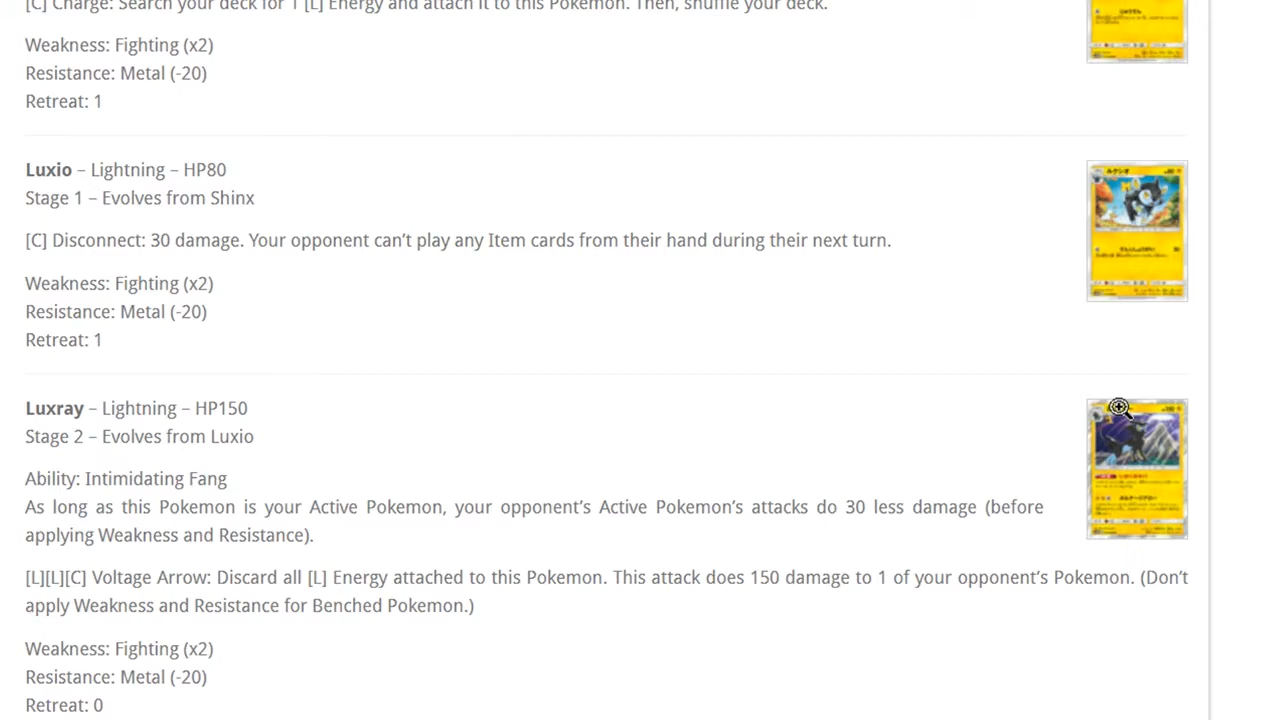 [C] Charge: Search your deck for 1 [L] Energy and attach it to this Pokemon. Then, shuffle your deck.
Weakness: Fighting (x2)
Resistance: Metal (-20)
Retreat: 1
Luxio – Lightning – HP80
Stage 1 – Evolves from Shinx
[C] Disconnect: 30 damage. Your opponent can’t play any Item cards from their hand during their next turn.
Weakness: Fighting (x2)
Resistance: Metal (-20)
Retreat: 1
Luxray – Lightning – HP150
Stage 2 – Evolves from Luxio
Ability: Intimidating Fang
As long as this Pokemon is your Active Pokemon, your opponent’s Active Pokemon’s attacks do 30 less damage (before
applying Weakness and Resistance).
[L][L][C] Voltage Arrow: Discard all [L] Energy attached to this Pokemon. This attack does 150 damage to 1 of your opponent’s Pokemon. (Don’t
apply Weakness and Resistance for Benched Pokemon.)
Weakness: Fighting (x2)
Resistance: Metal (-20)
Retreat: 0
ルクシオ